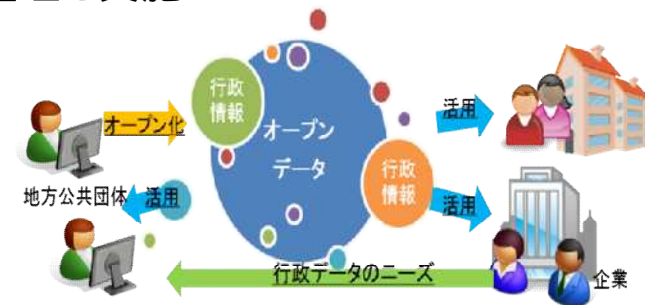 行政
情報
オープン化
オープン
データ
活用
地方公共団体
活用
行政
情報
活用
行政データのニーズ
企業